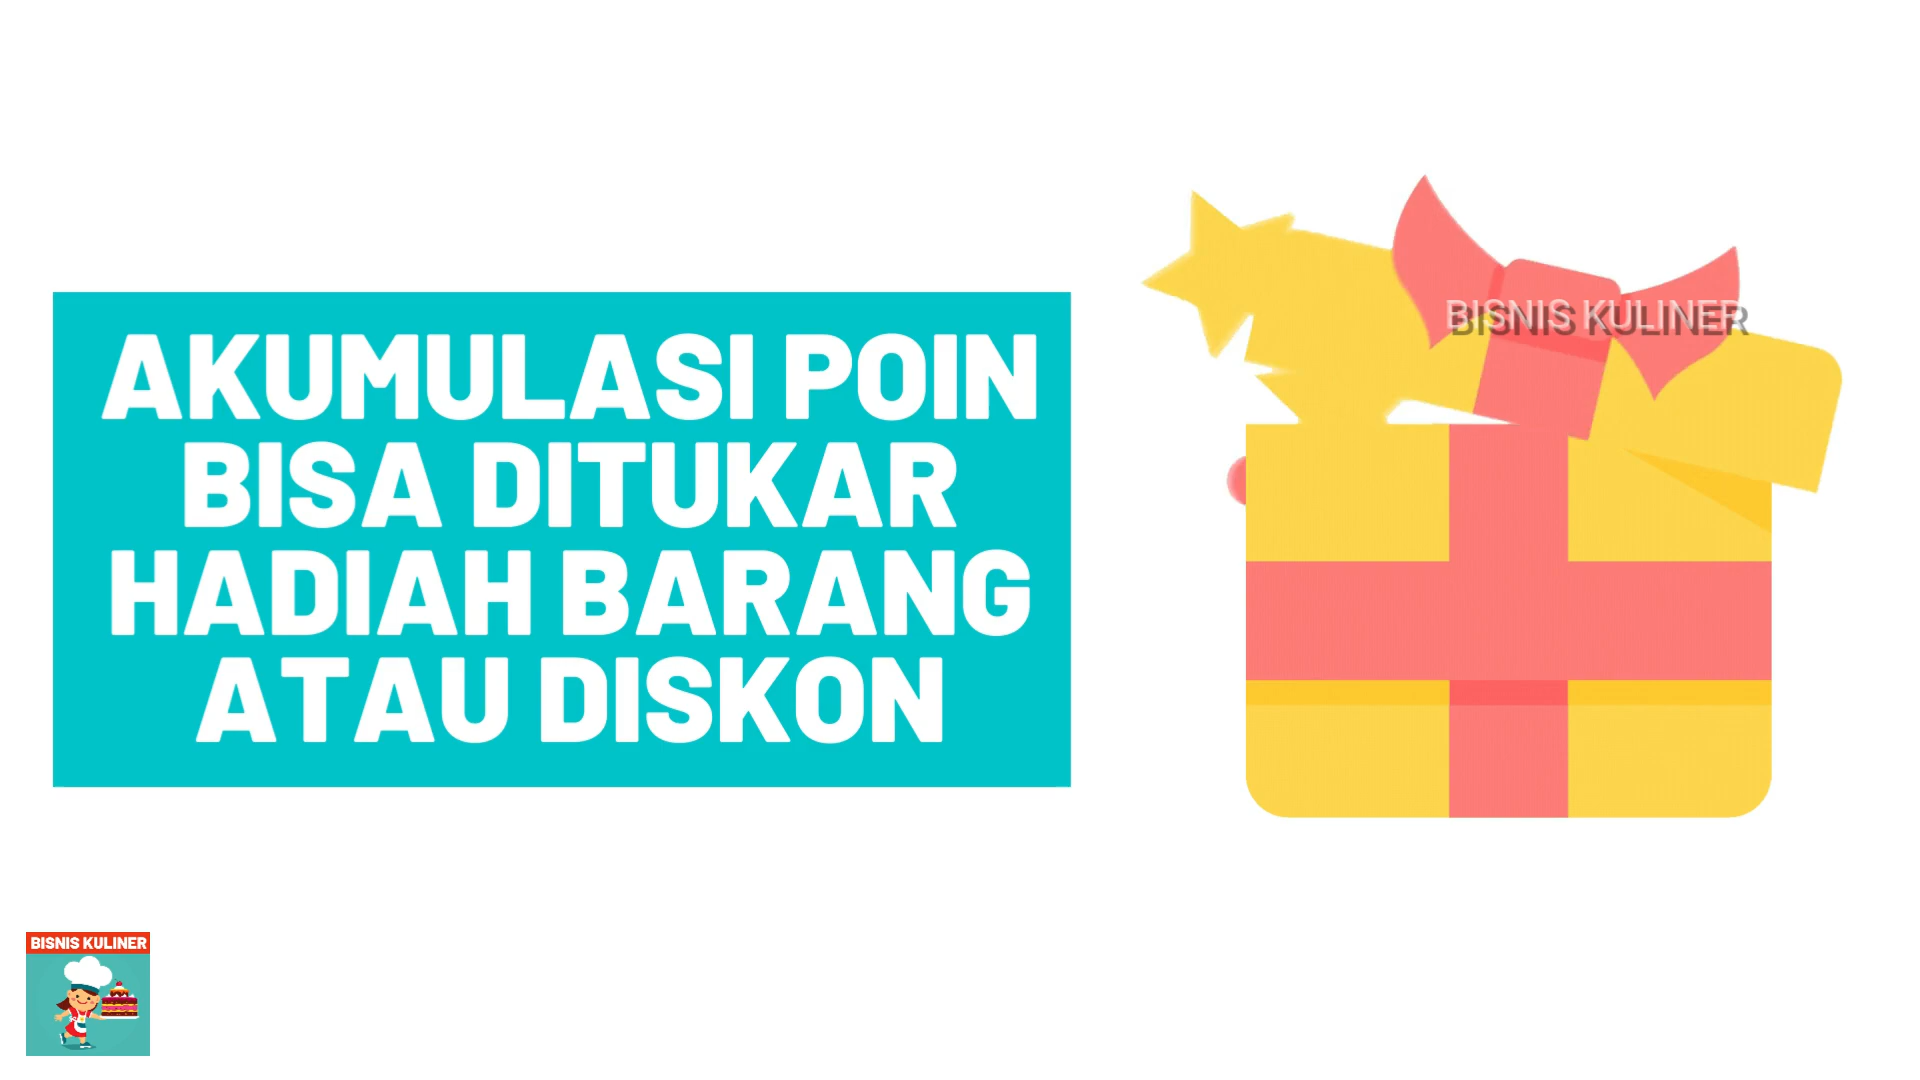 AKUMULASI POIN
BISA DITUKAR
HADIAH BARANG
ATAU DISKON
BISNIS KULINER
BISNIS KULINER